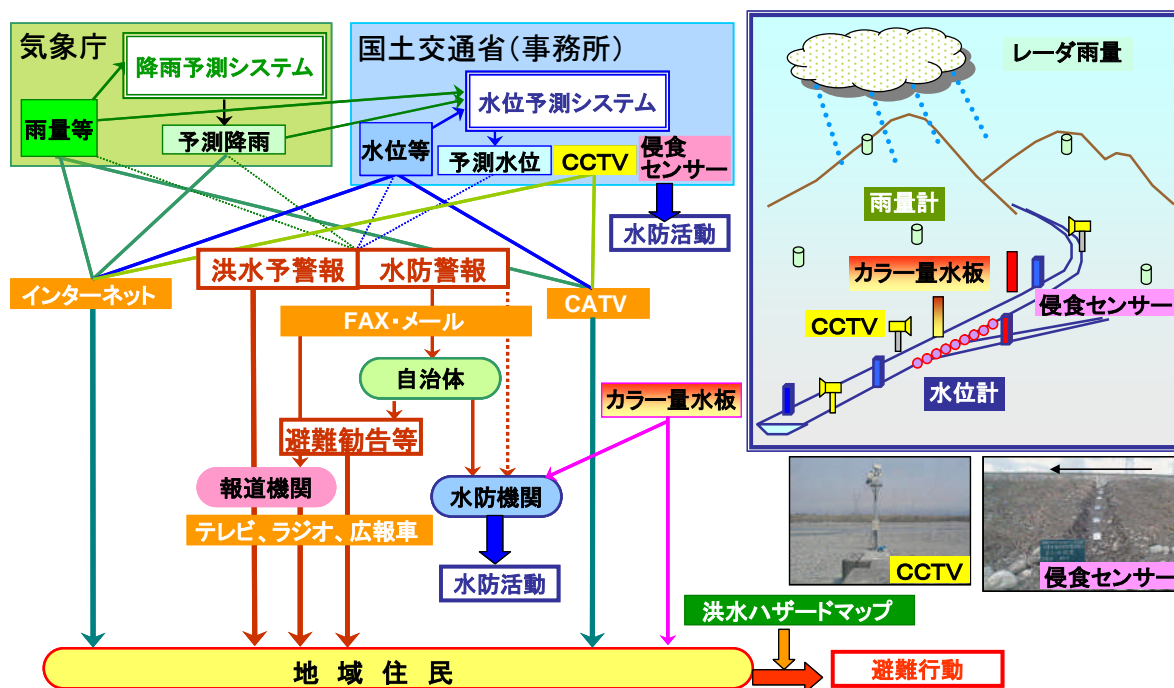 気象庁
降雨予測システム
雨量等
予測降雨
国土交通省(事務所)
水位予測システム
水位等
予測水位
CCTV
侵食
センサー
水防活動
洪水予警報
水防警報
インターネット
CATV
FAX・メール
自治体
カラー量水板
避難勧告等
報道機関
水防機関
テレビ、ラジオ、広報車
水防活動
洪水ハザードマップ
地域住民
避難行動
レーダ雨量
雨量計
カラー量水板
侵食センサー
CCTV
水位計
CCTV
侵食センサー